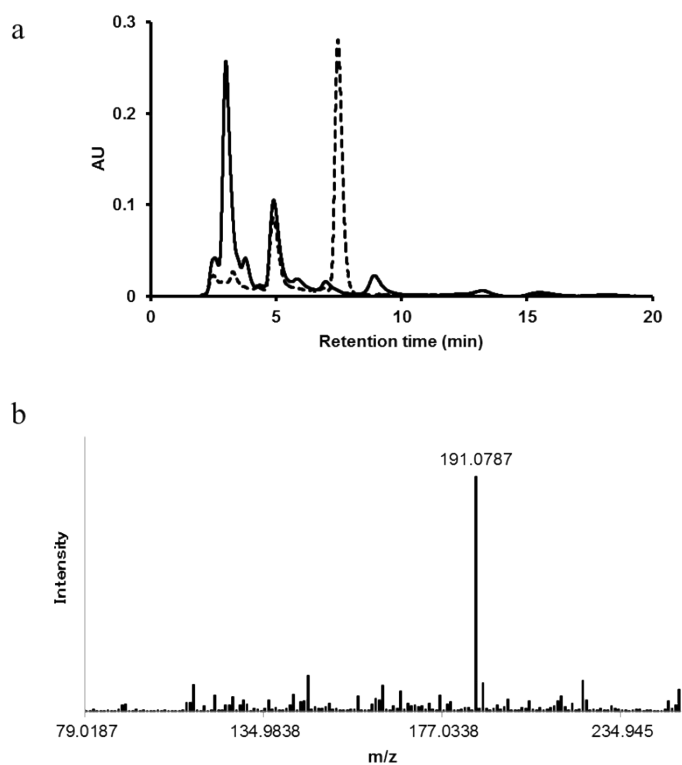 a
0.3
0.2
0.1
0
AU
0 5 10 15 20
Retention time (min)
b
191.0787
Intensity
79.0187 134.9838 177.0338 234.945
m/z